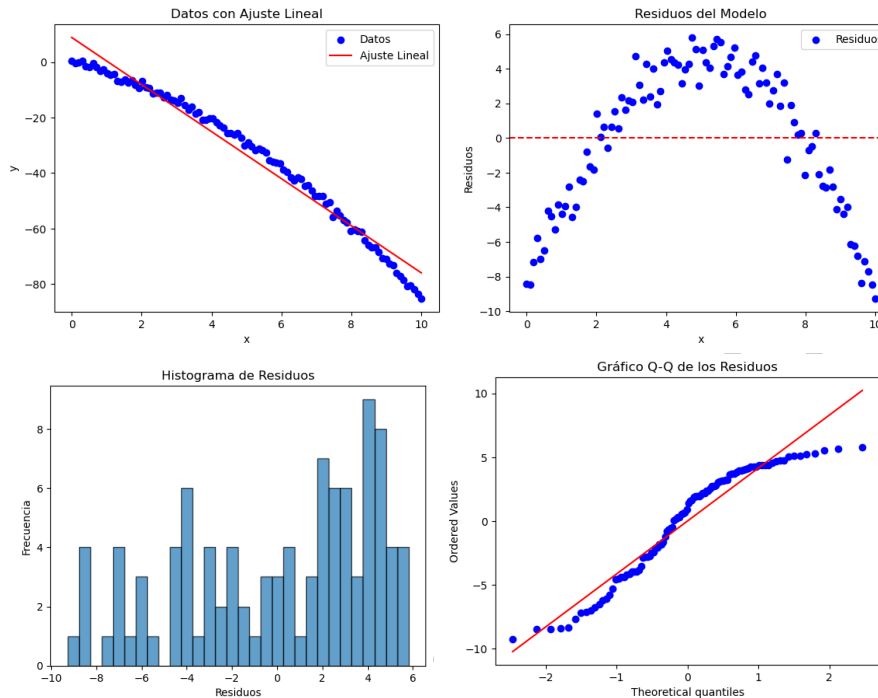 Datos con Ajuste Lineal
Datos
Ajuste Lineal
0
−20
−40
−60
−80
y
0 2 4 6 8 10
x
Residuos del Modelo
Residuos
6
4
2
0
−2
−4
−6
−8
−10
Residuos
0 2 4 6 8 10
x
Histograma de Residuos
8
6
4
2
0
Frecuencia
−10 −8 −6 −4 −2 0 2 4 6
Residuos
Gráfico Q-Q de los Residuos
10
5
0
−5
−10
Ordered Values
−2 −1 0 1 2
Theoretical quantiles